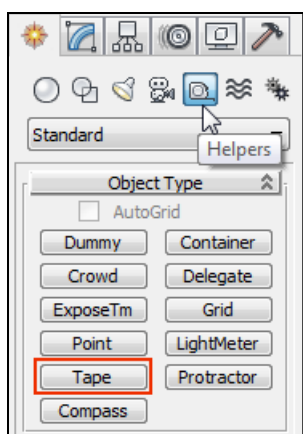 Standard
Helpers
Object Type
AutoGrid
Dummy Container
Crowd Delegate
ExposeTm Grid
Point LightMeter
Tape Protractor
Compass